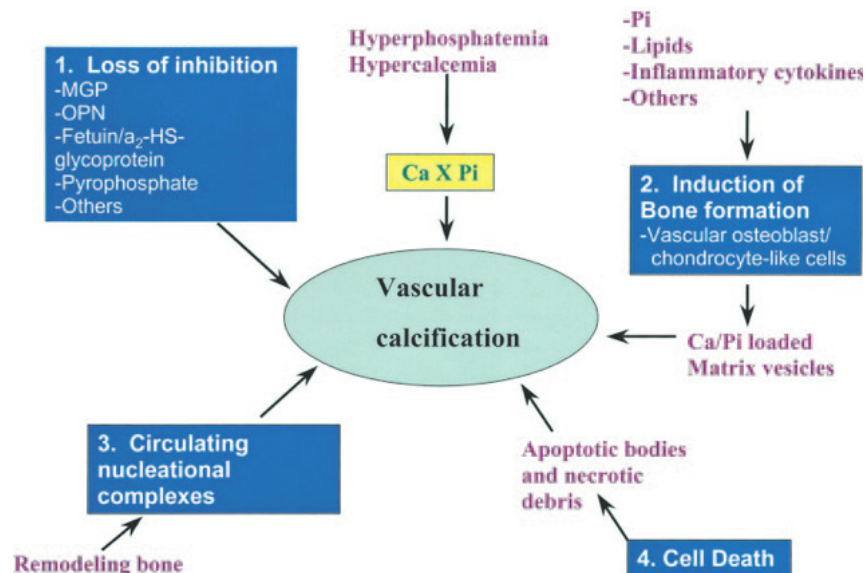 1. Loss of inhibition
-MGP
-OPN
-Fetuin/a₂-HS-
glycoprotein
-Pyrophosphate
-Others
Hyperphosphatemia
Hypercalcemia
Ca X Pi
-Pi
-Lipids
-Inflammatory cytokines
-Others
2. Induction of
Bone formation
-Vascular osteoblast/
chondrocyte-like cells
Ca/Pi loaded
Matrix vesicles
Vascular
calcification
3. Circulating
nucleational
complexes
Remodeling bone
Apoptotic bodies
and necrotic
debris
4. Cell Death